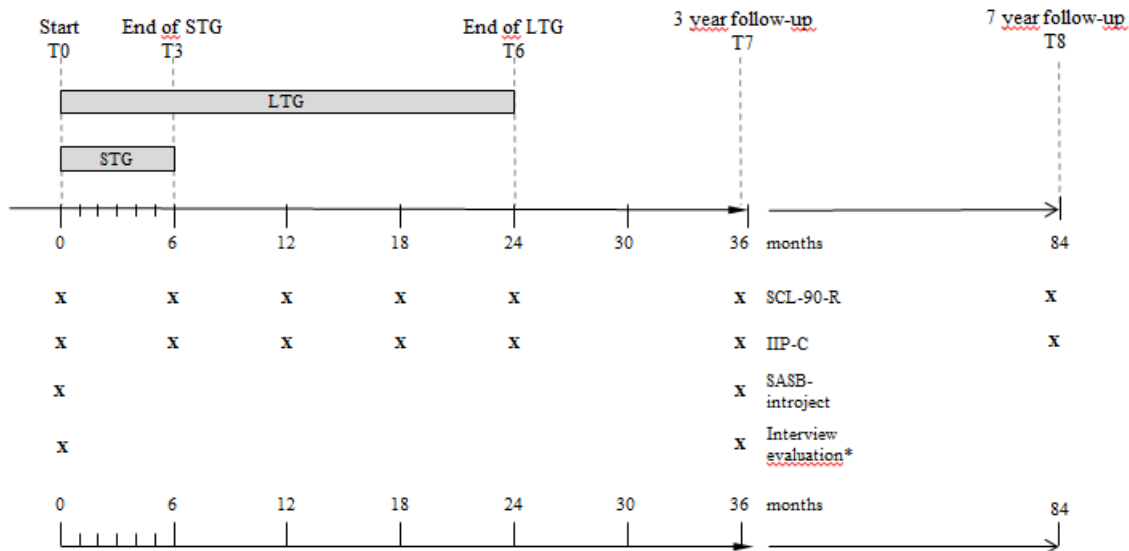 Start End of STG End of LTG 3 year follow-up 7 year follow-up
T0 T3 T6 T7 T8
LTG
STG
0 6 12 18 24 30 36 months 84
x x x x x x SCL-90-R x
x x x x x x IIP-C x
x x SASB-
introject
x x Interview
evaluation*
0 6 12 18 24 30 36 months 84